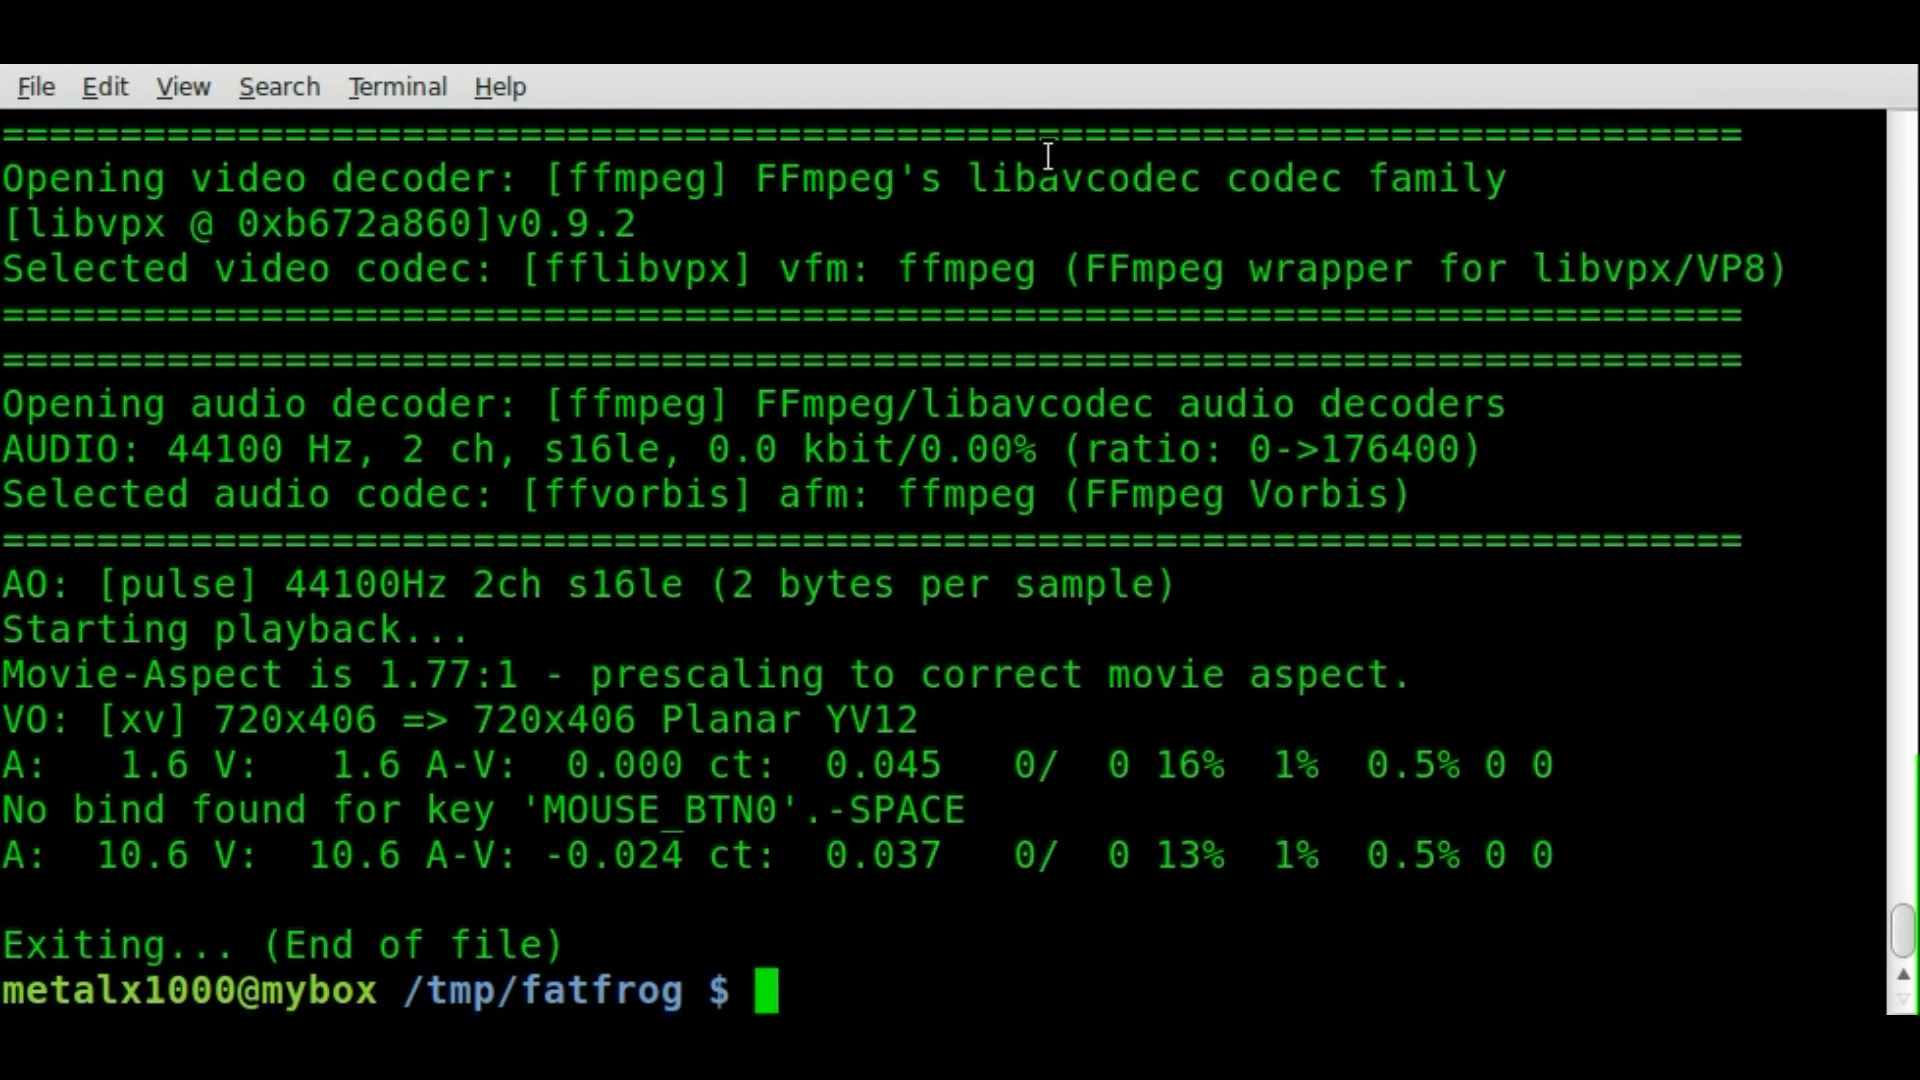 File Edit View Search Terminal Help
==========================================================================
Opening video decoder: [ffmpeg] FFmpeg's libavcodec codec family
[libvpx @ 0xb672a860]v0.9.2
Selected video codec: [fflibvpx] vfm: ffmpeg (FFmpeg wrapper for libvpx/VP8)
==========================================================================
==========================================================================
Opening audio decoder: [ffmpeg] FFmpeg/libavcodec audio decoders
AUDIO: 44100 Hz, 2 ch, s16le, 0.0 kbit/0.00% (ratio: 0->176400)
Selected audio codec: [ffvorbis] afm: ffmpeg (FFmpeg Vorbis)
==========================================================================
AO: [pulse] 44100Hz 2ch s16le (2 bytes per sample)
Starting playback...
Movie-Aspect is 1.77:1 - prescaling to correct movie aspect.
VO: [xv] 720x406 => 720x406 Planar YV12
A:   1.6 V:   1.6 A-V:  0.000 ct:  0.045   0/  0 16%  1%  0.5% 0 0
No bind found for key 'MOUSE_BTN0'.-SPACE
A:  10.6 V:  10.6 A-V: -0.024 ct:  0.037   0/  0 13%  1%  0.5% 0 0
Exiting... (End of file)
metalx1000@mybox /tmp/fatfrog $